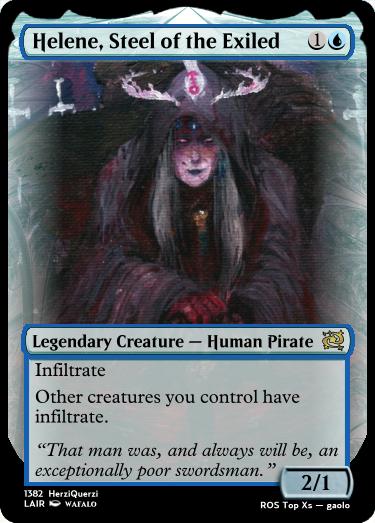 Helene, Steel of the Exiled 1
Legendary Creature — Human Pirate
Infiltrate
Other creatures you control have
infiltrate.
“That man was, and always will be, an
exceptionally poor swordsman.”
2/1
1382 HerziQuerzi
LAIR WAFALO
ROS Top Xs — gaolo